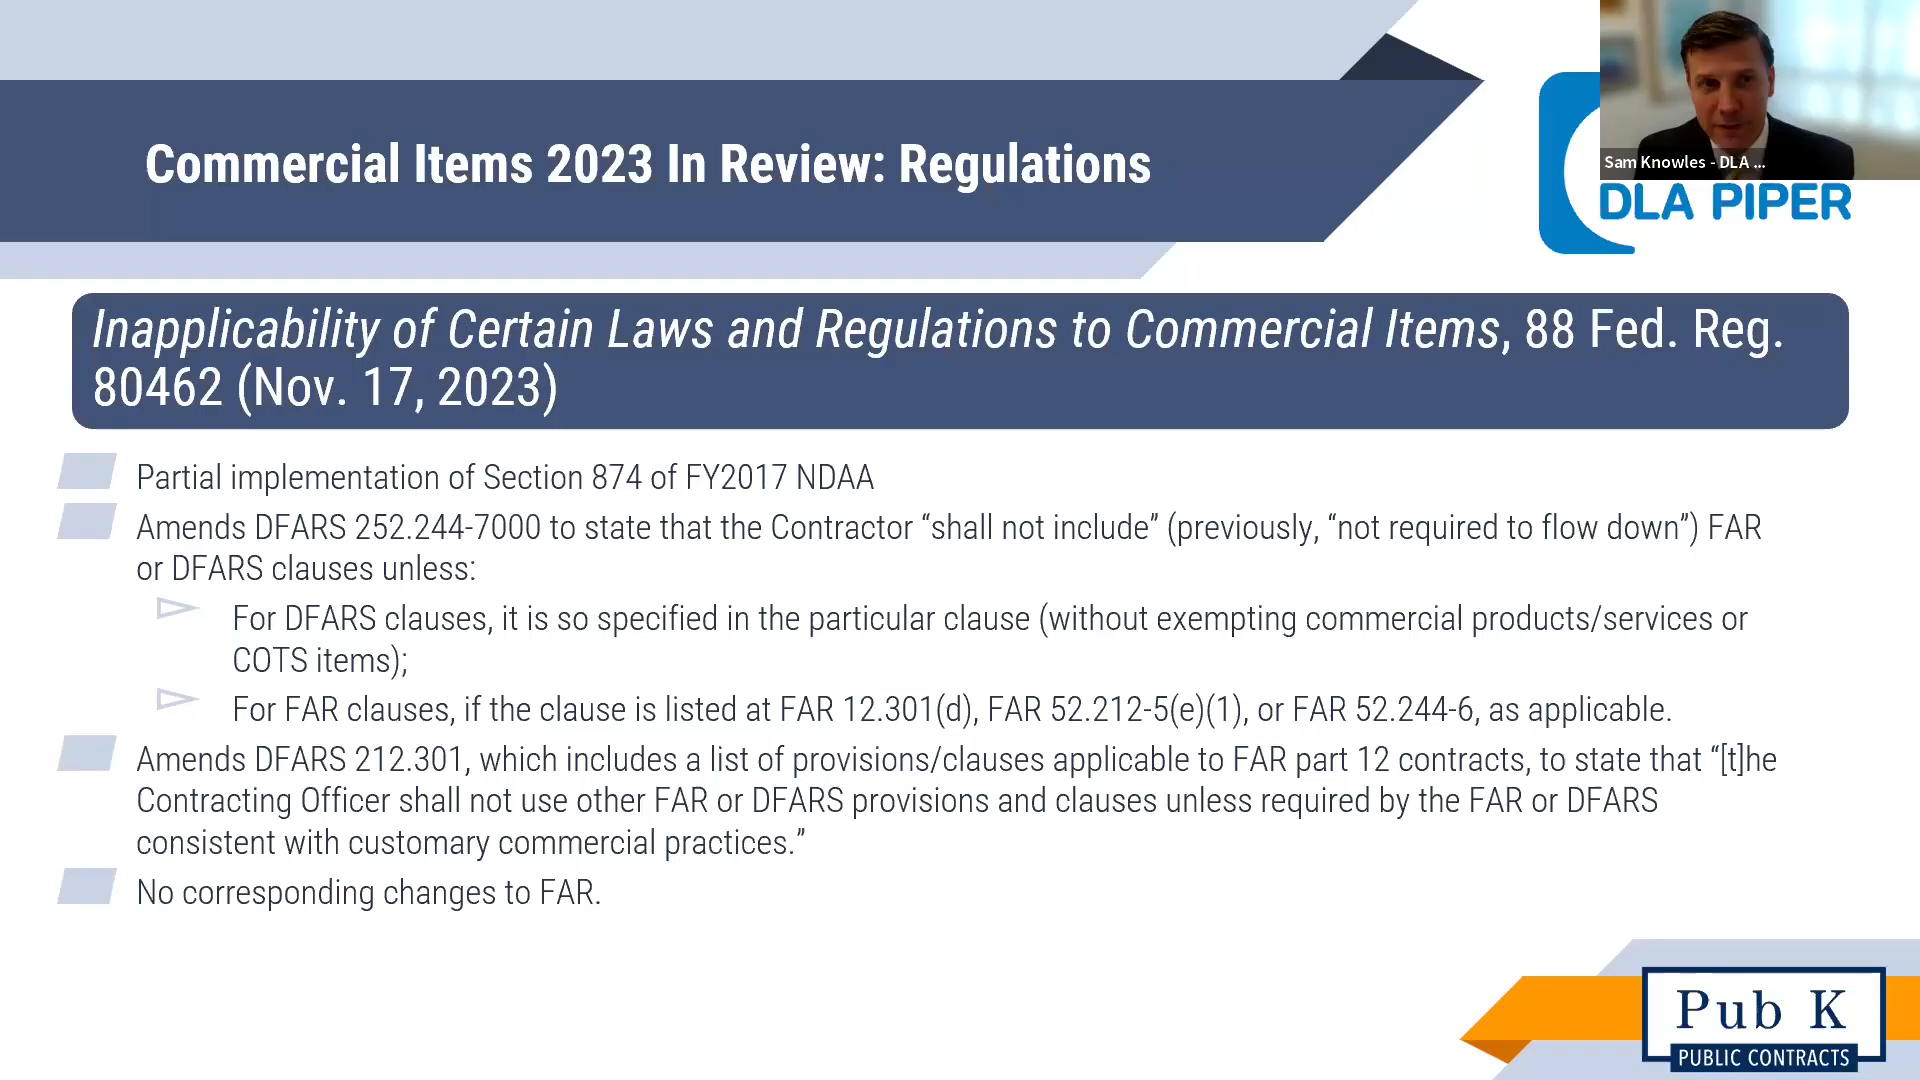 Sam Knowles - DLA ...
DLA PIPER
Commercial Items 2023 In Review: Regulations
Inapplicability of Certain Laws and Regulations to Commercial Items, 88 Fed. Reg.
80462 (Nov. 17, 2023)
Partial implementation of Section 874 of FY2017 NDAA
Amends DFARS 252.244-7000 to state that the Contractor “shall not include” (previously, “not required to flow down”) FAR
or DFARS clauses unless:
For DFARS clauses, it is so specified in the particular clause (without exempting commercial products/services or
COTS items);
For FAR clauses, if the clause is listed at FAR 12.301(d), FAR 52.212-5(e)(1), or FAR 52.244-6, as applicable.
Amends DFARS 212.301, which includes a list of provisions/clauses applicable to FAR part 12 contracts, to state that “[t]he
Contracting Officer shall not use other FAR or DFARS provisions and clauses unless required by the FAR or DFARS
consistent with customary commercial practices.”
No corresponding changes to FAR.
Pub K
PUBLIC CONTRACTS